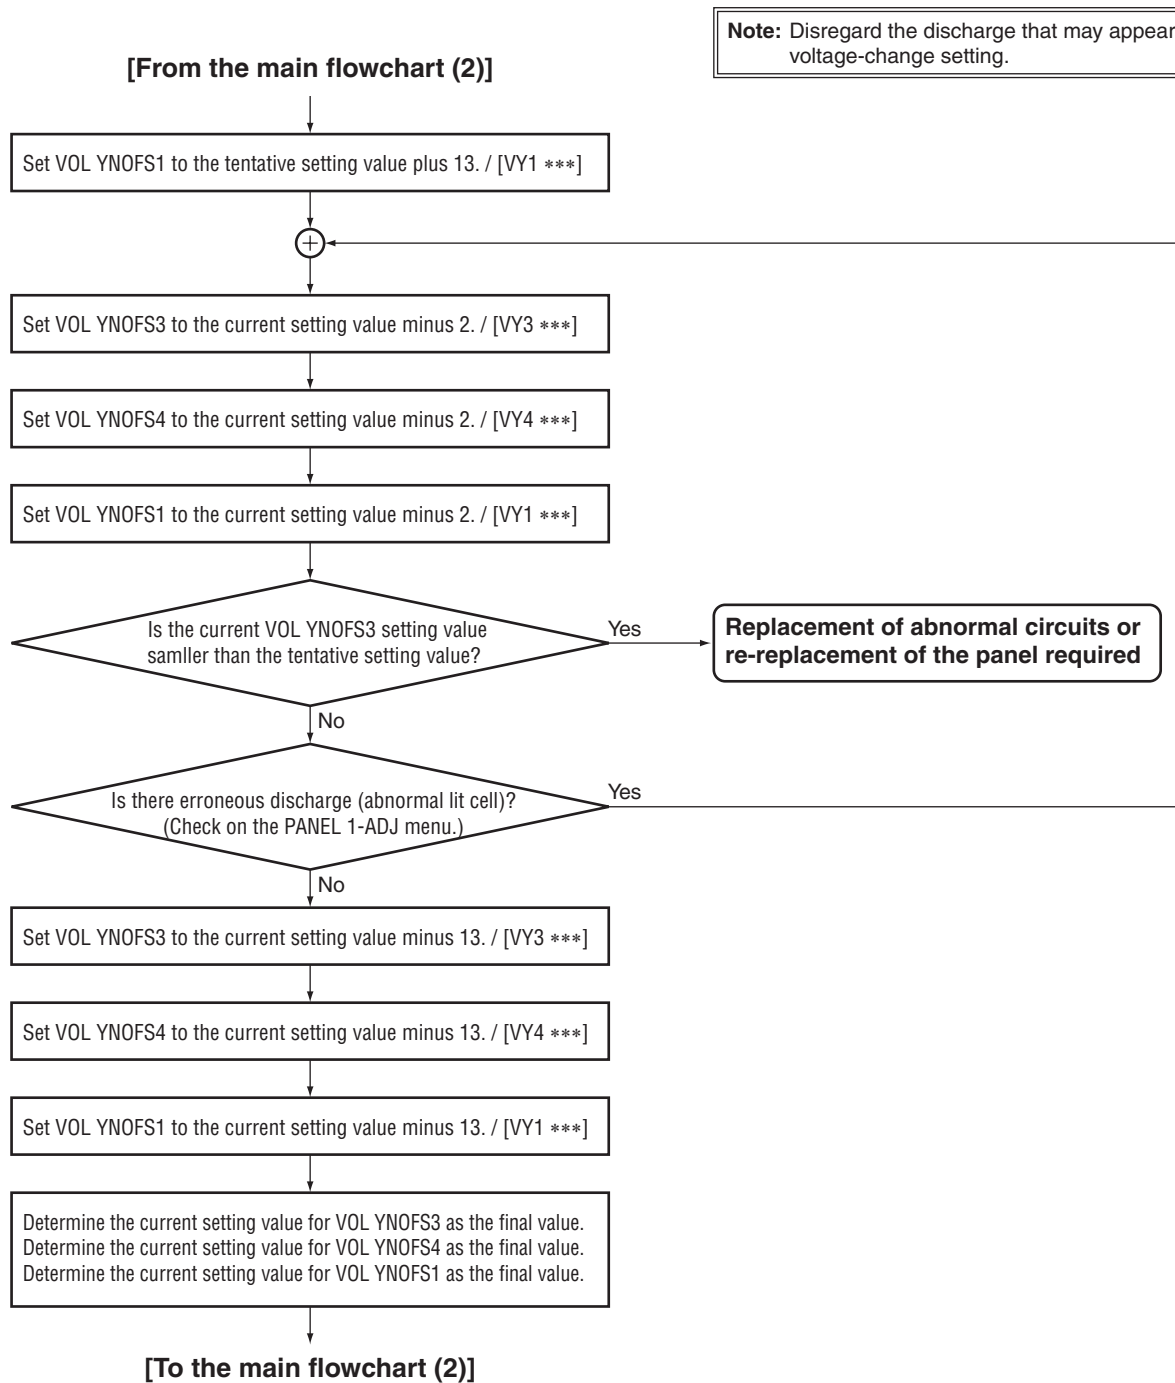 Note: Disregard the discharge that may appear
voltage-change setting.
[From the main flowchart (2)]
Set VOL YNOFS1 to the tentative setting value plus 13. / [VY1 ***]
+
Set VOL YNOFS3 to the current setting value minus 2. / [VY3 ***]
Set VOL YNOFS4 to the current setting value minus 2. / [VY4 ***]
Set VOL YNOFS1 to the current setting value minus 2. / [VY1 ***]
Is the current VOL YNOFS3 setting value
samller than the tentative setting value?
Yes
Replacement of abnormal circuits or
re-replacement of the panel required
No
Is there erroneous discharge (abnormal lit cell)?
(Check on the PANEL 1-ADJ menu.)
Yes
No
Set VOL YNOFS3 to the current setting value minus 13. / [VY3 ***]
Set VOL YNOFS4 to the current setting value minus 13. / [VY4 ***]
Set VOL YNOFS1 to the current setting value minus 13. / [VY1 ***]
Determine the current setting value for VOL YNOFS3 as the final value.
Determine the current setting value for VOL YNOFS4 as the final value.
Determine the current setting value for VOL YNOFS1 as the final value.
[To the main flowchart (2)]